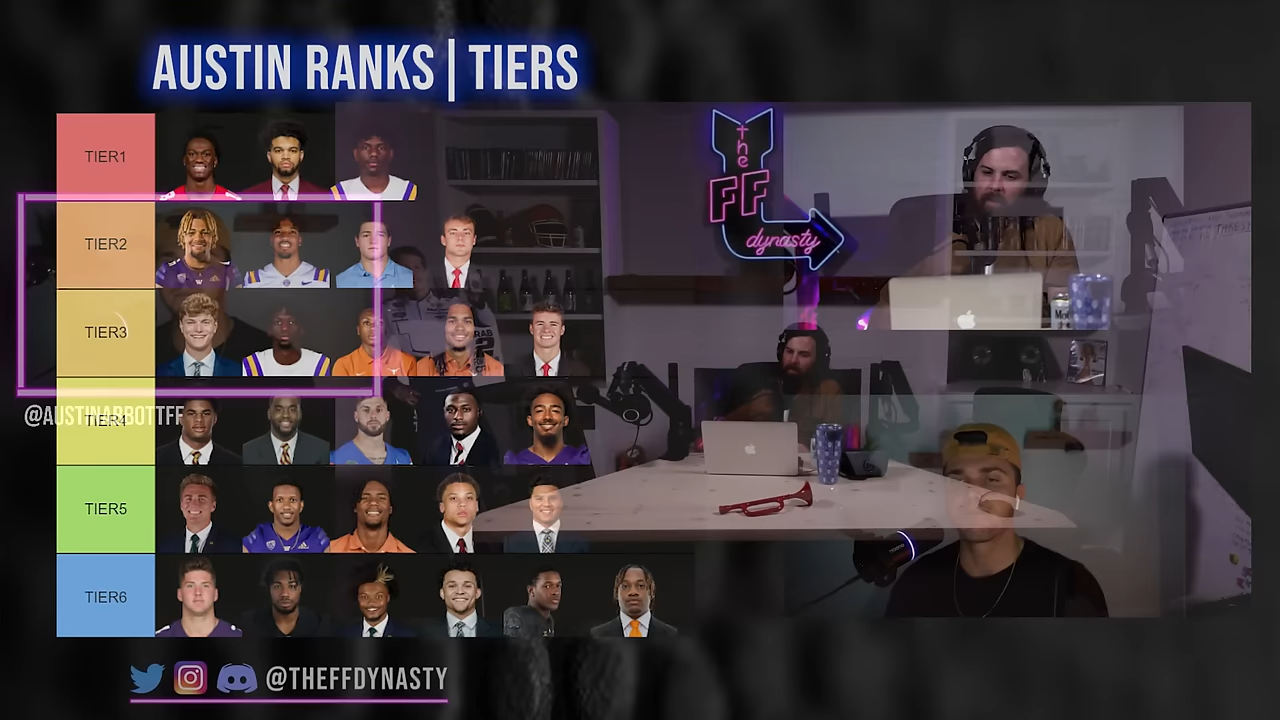 AUSTIN RANKS | TIERS
TIER1
TIER2
TIER3
TIER4
TIER5
TIER6
the
FF
dynasty
@AUSTINABBOTTFF
@THEFFDYNASTY